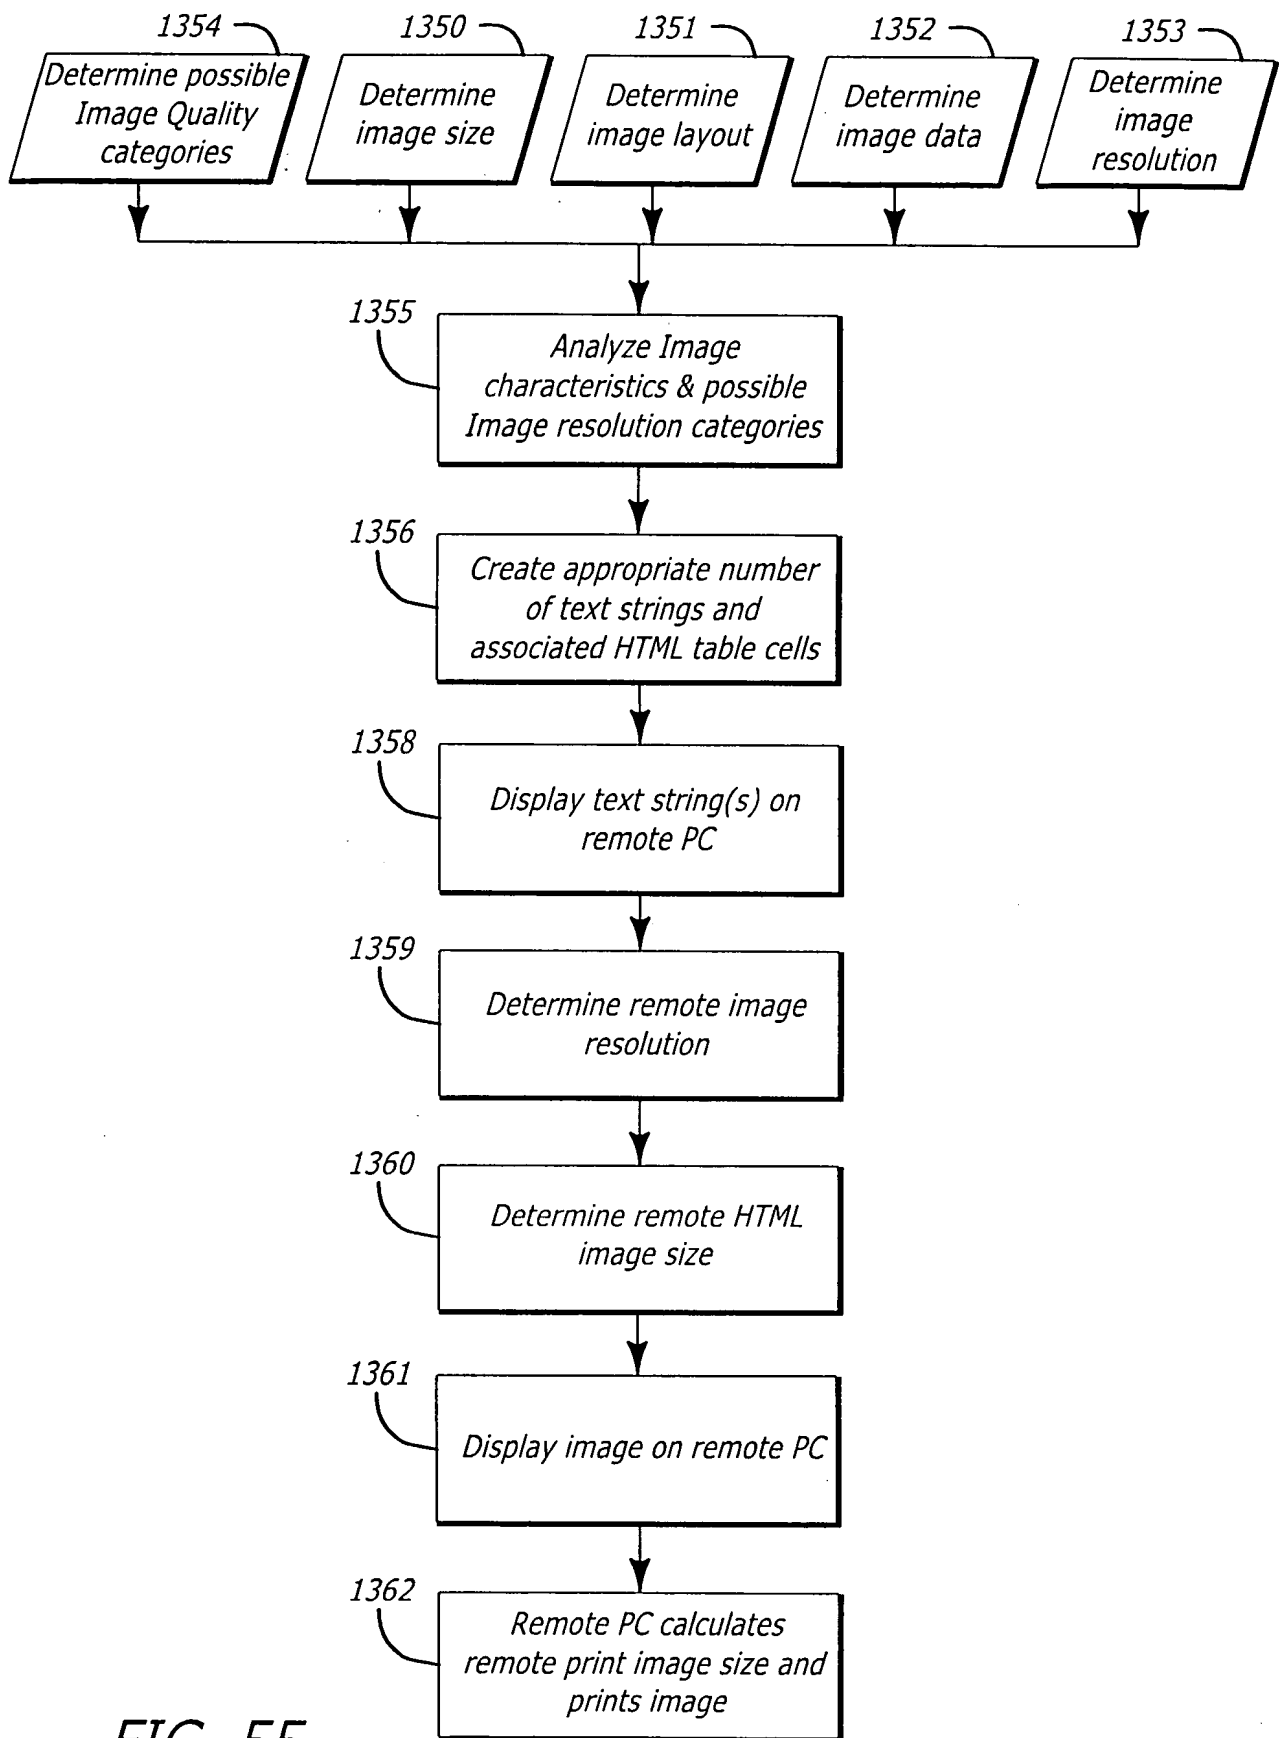 1354
1350
1351
1352
1353
Determine possible
Image Quality
categories
Determine
image size
Determine
image layout
Determine
image data
Determine
image
resolution
1355
Analyze Image
characteristics & possible
Image resolution categories
1356
Create appropriate number
of text strings and
associated HTML table cells
1358
Display text string(s) on
remote PC
1359
Determine remote image
resolution
1360
Determine remote HTML
image size
1361
Display image on remote PC
1362
Remote PC calculates
remote print image size and
prints image